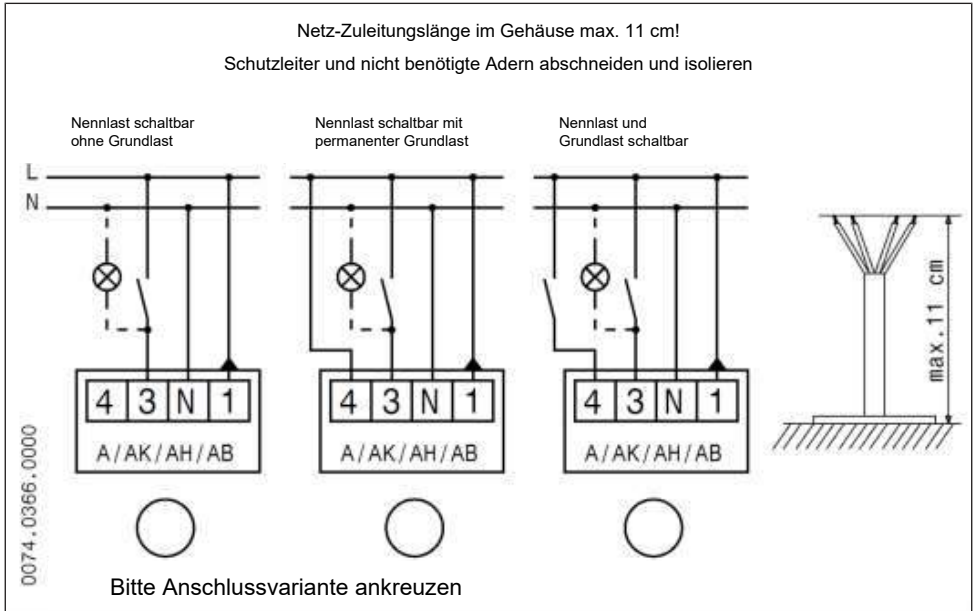 Netz-Zuleitungslänge im Gehäuse max. 11 cm!
Schutzleiter und nicht benötigte Adern abschneiden und isolieren
Nennlast schaltbar
ohne Grundlast
Nennlast schaltbar mit
permanenter Grundlast
Nennlast und
Grundlast schaltbar
L
N
4 3 N 1
A/AK/AH/AB
4 3 N 1
A/AK/AH/AB
4 3 N 1
A/AK/AH/AB
max.11 cm
0074.0366.0000
Bitte Anschlussvariante ankreuzen